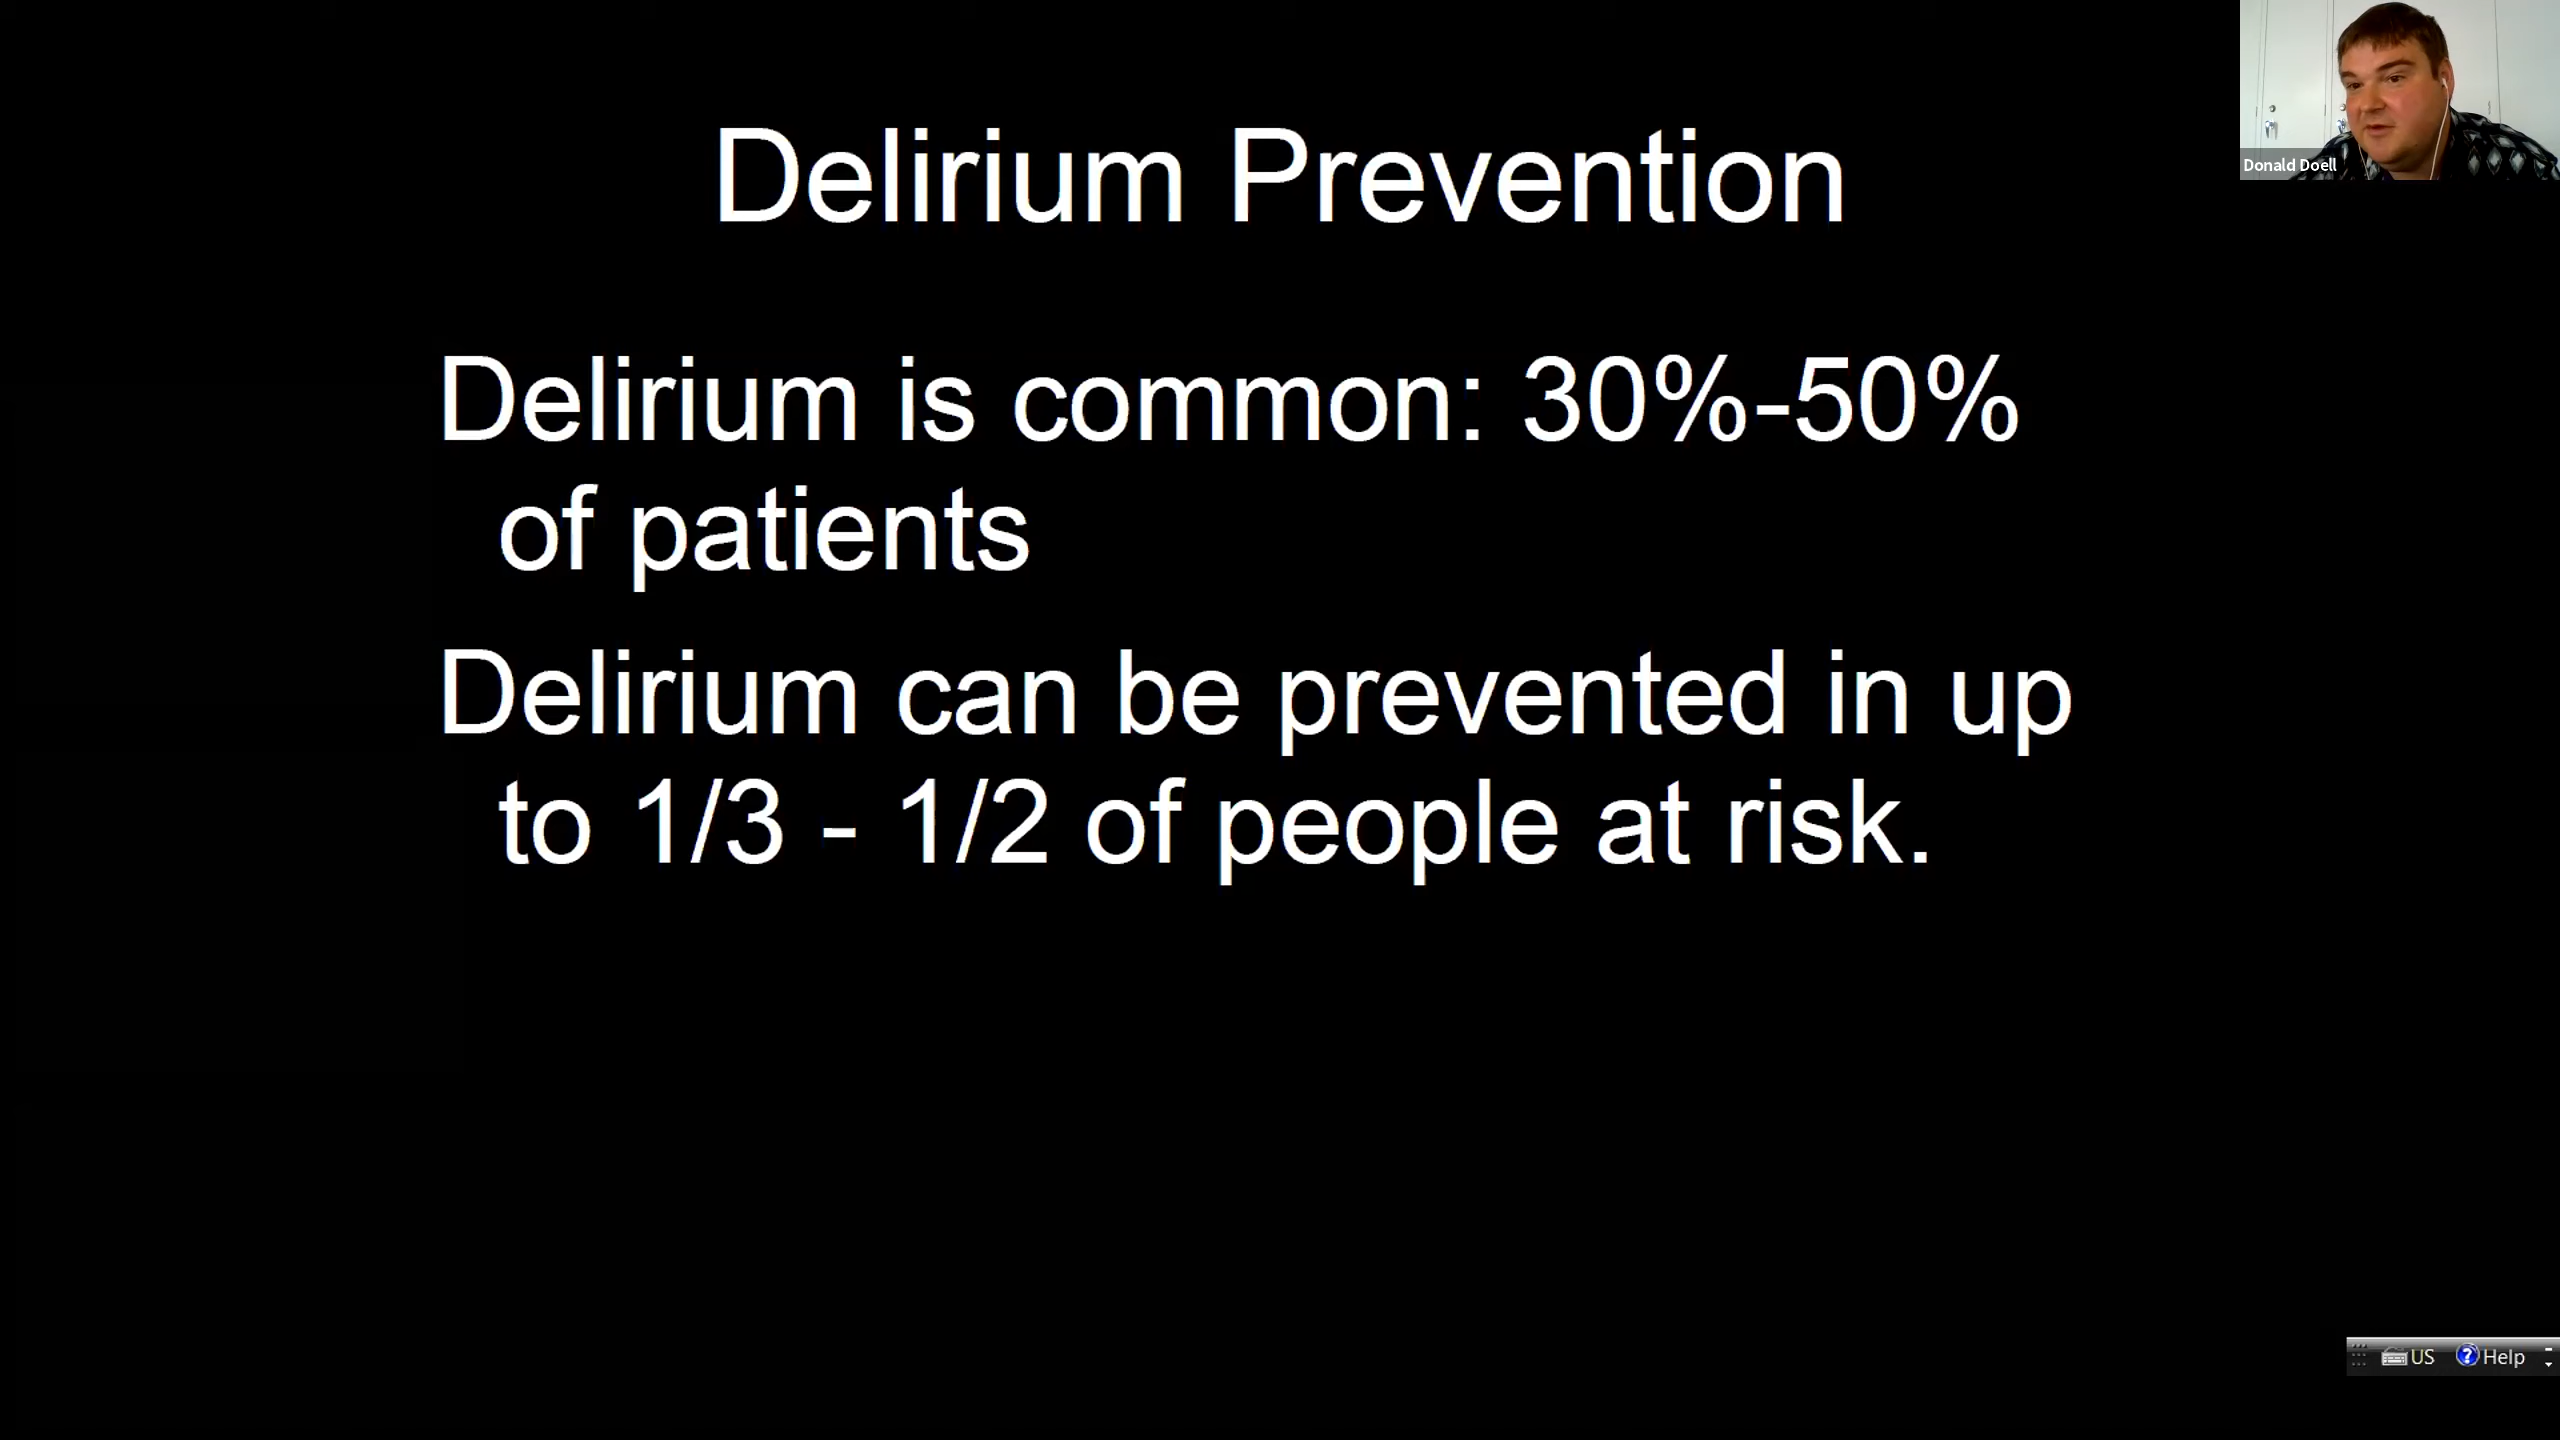 Delirium Prevention
Donald Doell
Delirium is common: 30%-50%
of patients
Delirium can be prevented in up
to 1/3 - 1/2 of people at risk.
US ? Help